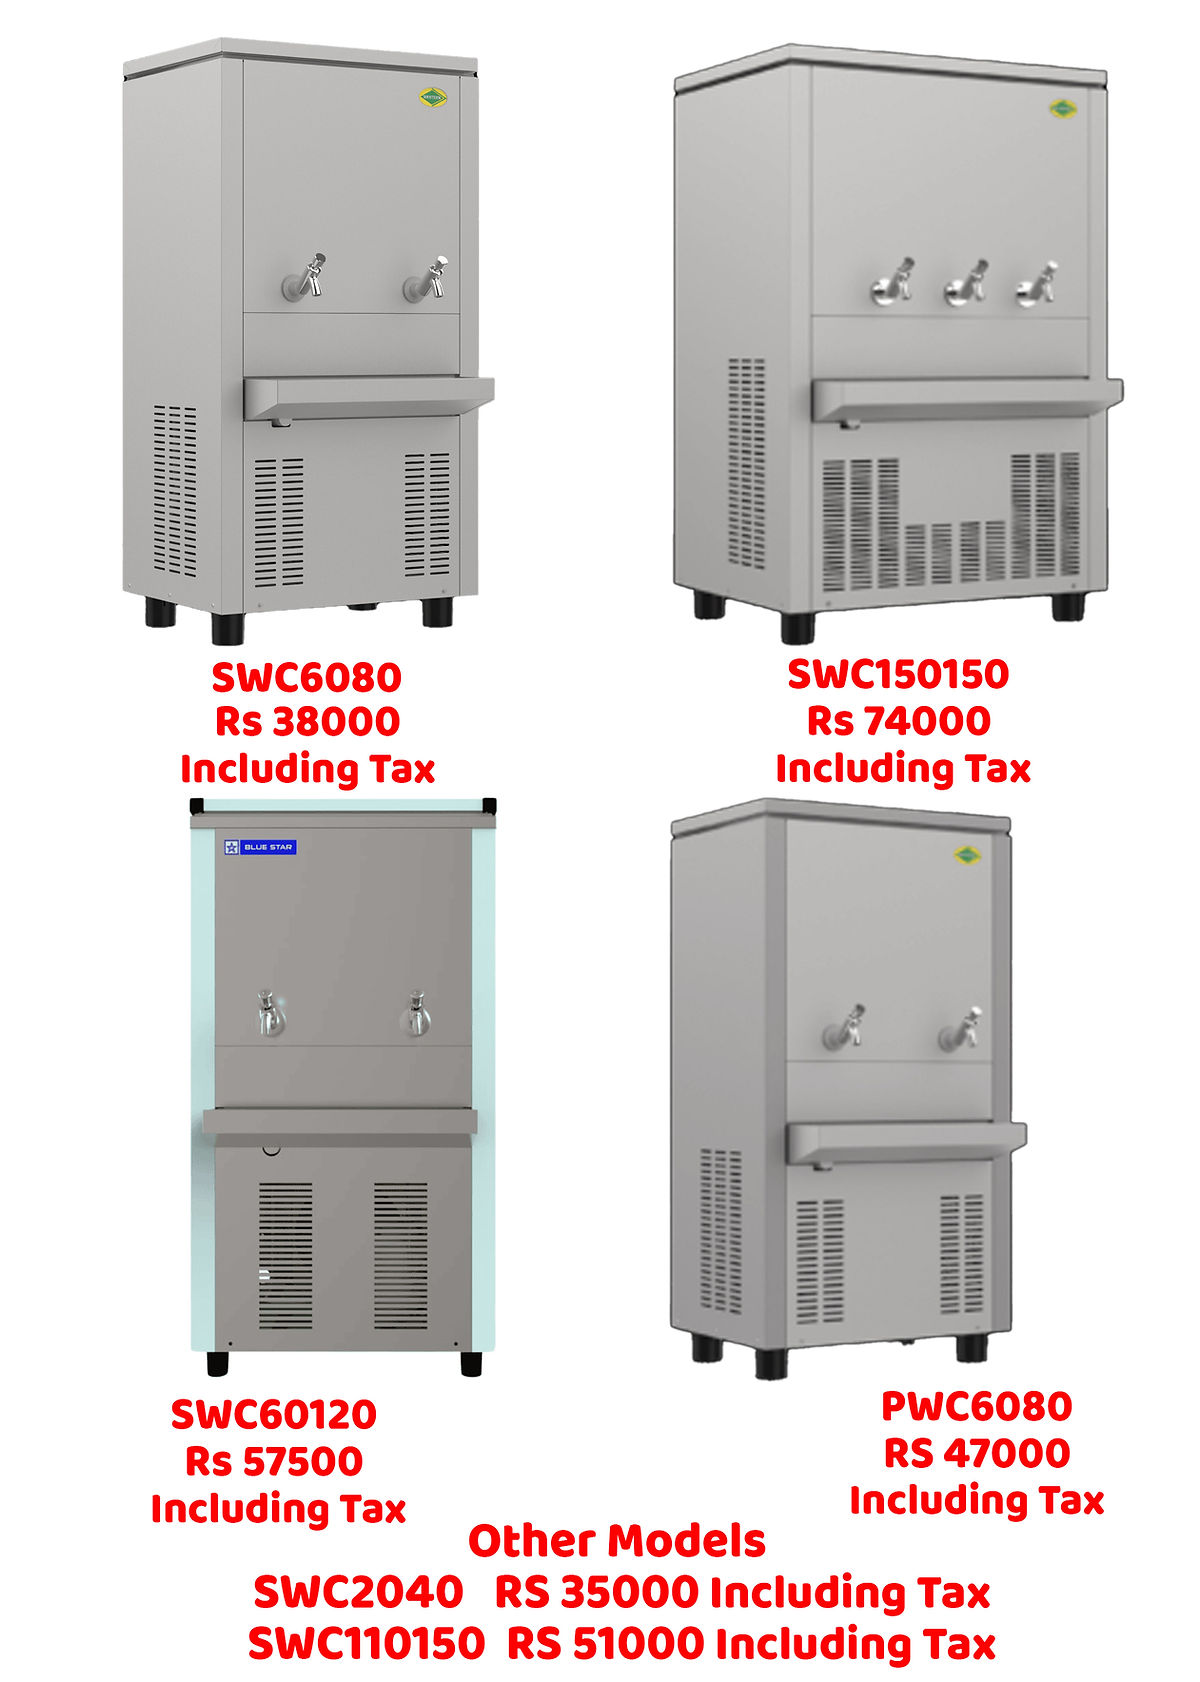 SWC6080
Rs 38000
Including Tax
SWC150150
Rs 74000
Including Tax
BLUE STAR
SWC60120
Rs 57500
Including Tax
PWC6080
RS 47000
Including Tax
Other Models
SWC2040 RS 35000 Including Tax
SWC110150 RS 51000 Including Tax